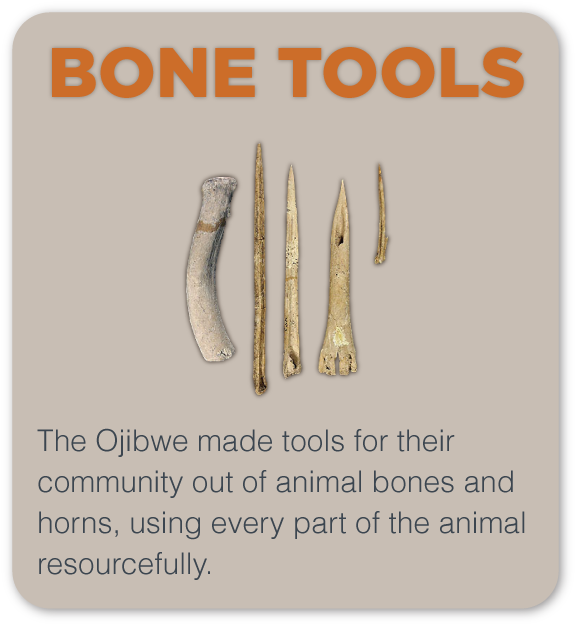 BONE TOOLS
The Ojibwe made tools for their
community out of animal bones and
horns, using every part of the animal
resourcefully.